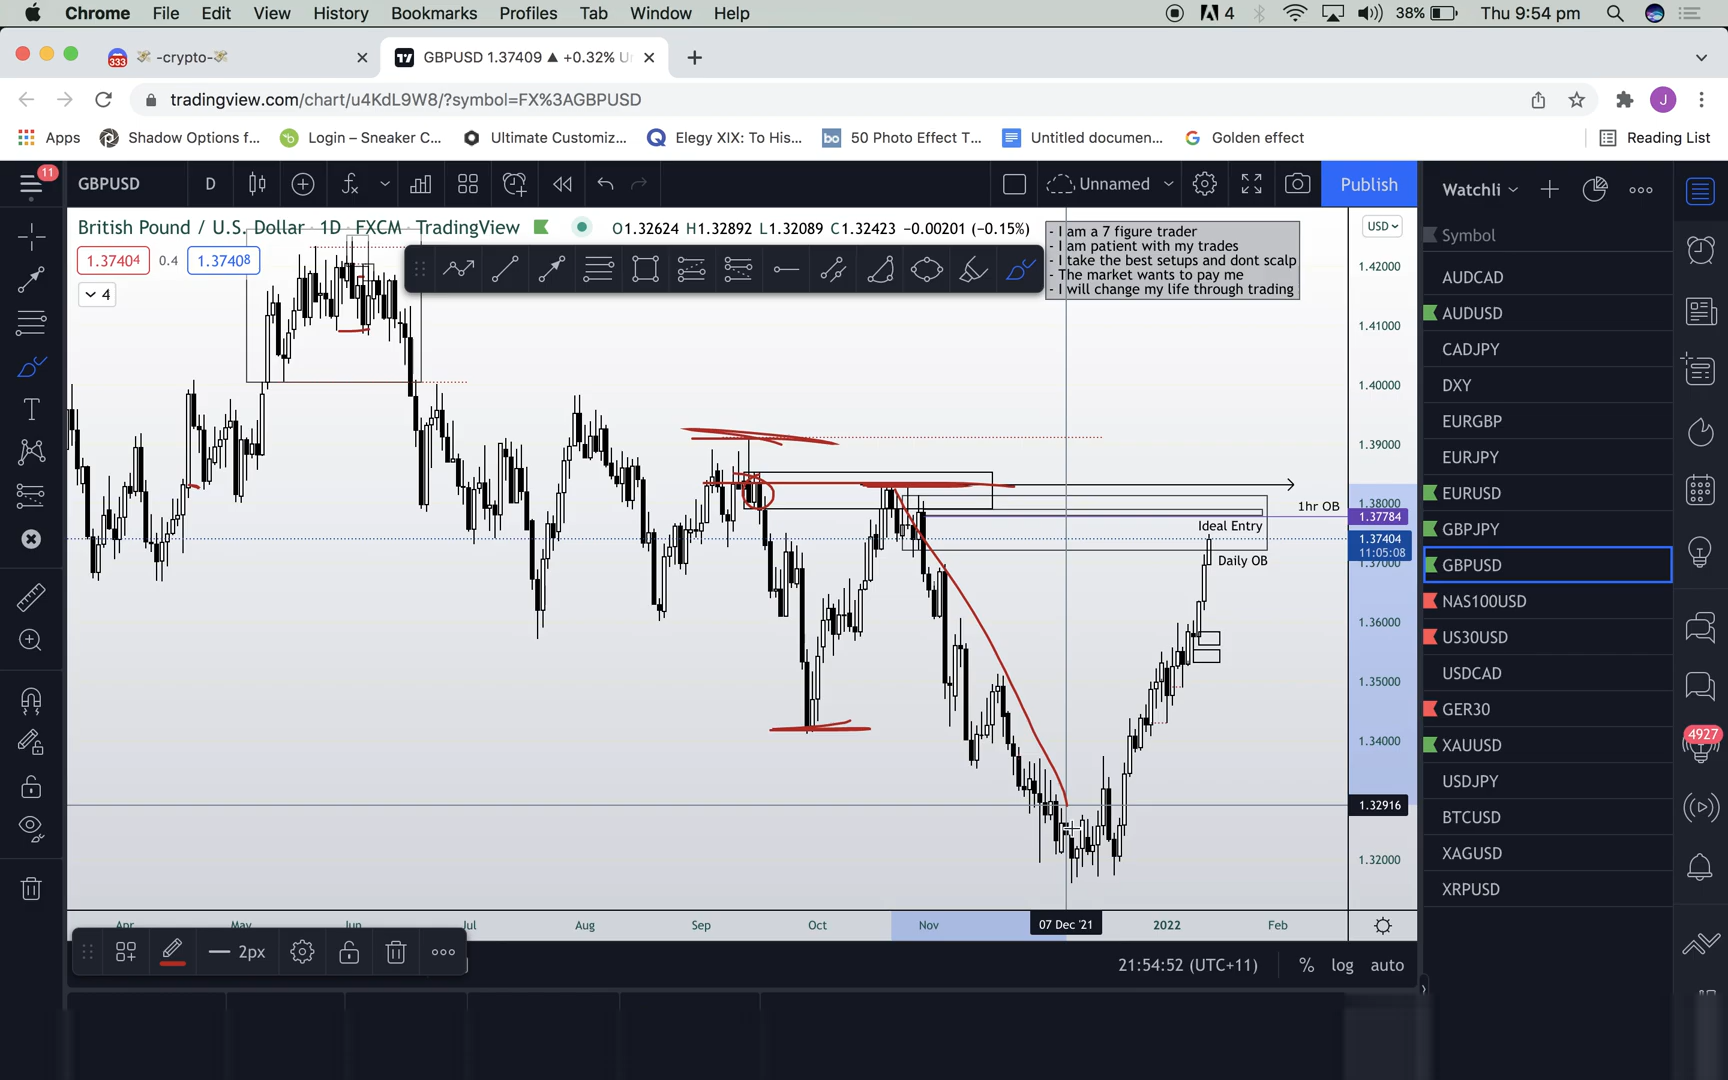 Chrome File Edit View History Bookmarks Profiles Tab Window Help 4 38% Thu 9:54 pm
333 -crypto- GBPUSD 1.37409 ▲ +0.32%
tradingview.com/chart/u4KdL9W8/?symbol=FX%3AGBPUSD J
Apps Shadow Options f... Login – Sneaker C... Ultimate Customiz... Elegy XIX: To His... bo 50 Photo Effect T... Untitled documen... Golden effect Reading List
11 GBPUSD D Unnamed Publish Watchli
British Pound / U.S. Dollar · 1D · FXCM · TradingView O1.32624 H1.32892 L1.32089 C1.32423 −0.00201 (−0.15%) USD
1.37404 0.4 1.37408
4
- I am a 7 figure trader
- I am patient with my trades
- I take the best setups and dont scalp
- The market wants to pay me
- I will change my life through trading
1.42000
1.41000
1.40000
1.39000
1.38000
1hr OB
1.37784
Ideal Entry
1.37404
11:05:08
1.37000
Daily OB
1.36000
1.35000
1.34000
1.32916
1.32000
Symbol
AUDCAD
AUDUSD
CADJPY
DXY
EURGBP
EURJPY
EURUSD
GBPJPY
GBPUSD
NAS100USD
US30USD
USDCAD
GER30
XAUUSD
USDJPY
BTCUSD
XAGUSD
XRPUSD
4927
Apr May Jun Jul Aug Sep Oct Nov 07 Dec '21 2022 Feb
2px
21:54:52 (UTC+11) % log auto